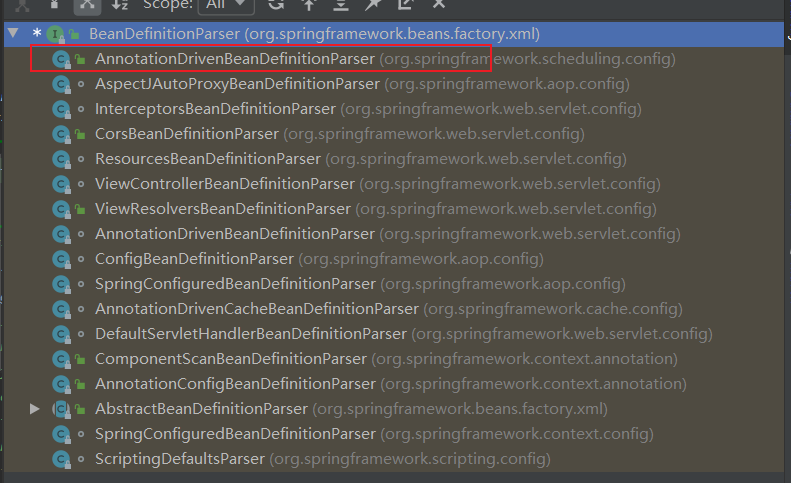 Scope: All
BeanDefinitionParser (org.springframework.beans.factory.xml)
AnnotationDrivenBeanDefinitionParser (org.springframework.scheduling.config)
AspectJAutoProxyBeanDefinitionParser (org.springframework.aop.config)
InterceptorsBeanDefinitionParser (org.springframework.web.servlet.config)
CorsBeanDefinitionParser (org.springframework.web.servlet.config)
ResourcesBeanDefinitionParser (org.springframework.web.servlet.config)
ViewControllerBeanDefinitionParser (org.springframework.web.servlet.config)
ViewResolversBeanDefinitionParser (org.springframework.web.servlet.config)
AnnotationDrivenBeanDefinitionParser (org.springframework.web.servlet.config)
ConfigBeanDefinitionParser (org.springframework.aop.config)
SpringConfiguredBeanDefinitionParser (org.springframework.aop.config)
AnnotationDrivenCacheBeanDefinitionParser (org.springframework.cache.config)
DefaultServletHandlerBeanDefinitionParser (org.springframework.web.servlet.config)
ComponentScanBeanDefinitionParser (org.springframework.context.annotation)
AnnotationConfigBeanDefinitionParser (org.springframework.context.annotation)
AbstractBeanDefinitionParser (org.springframework.beans.factory.xml)
SpringConfiguredBeanDefinitionParser (org.springframework.context.config)
ScriptingDefaultsParser (org.springframework.scripting.config)